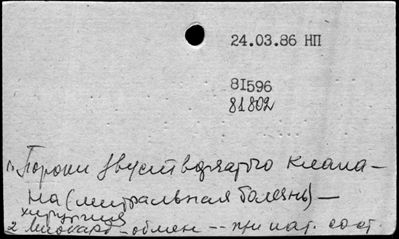 24.03.86 НП
81596
81802
1. Пороки двустворчатого клапа-
на (митральная болезнь) –
хирургия
2 Миокард – обмен -- при пат. сост.